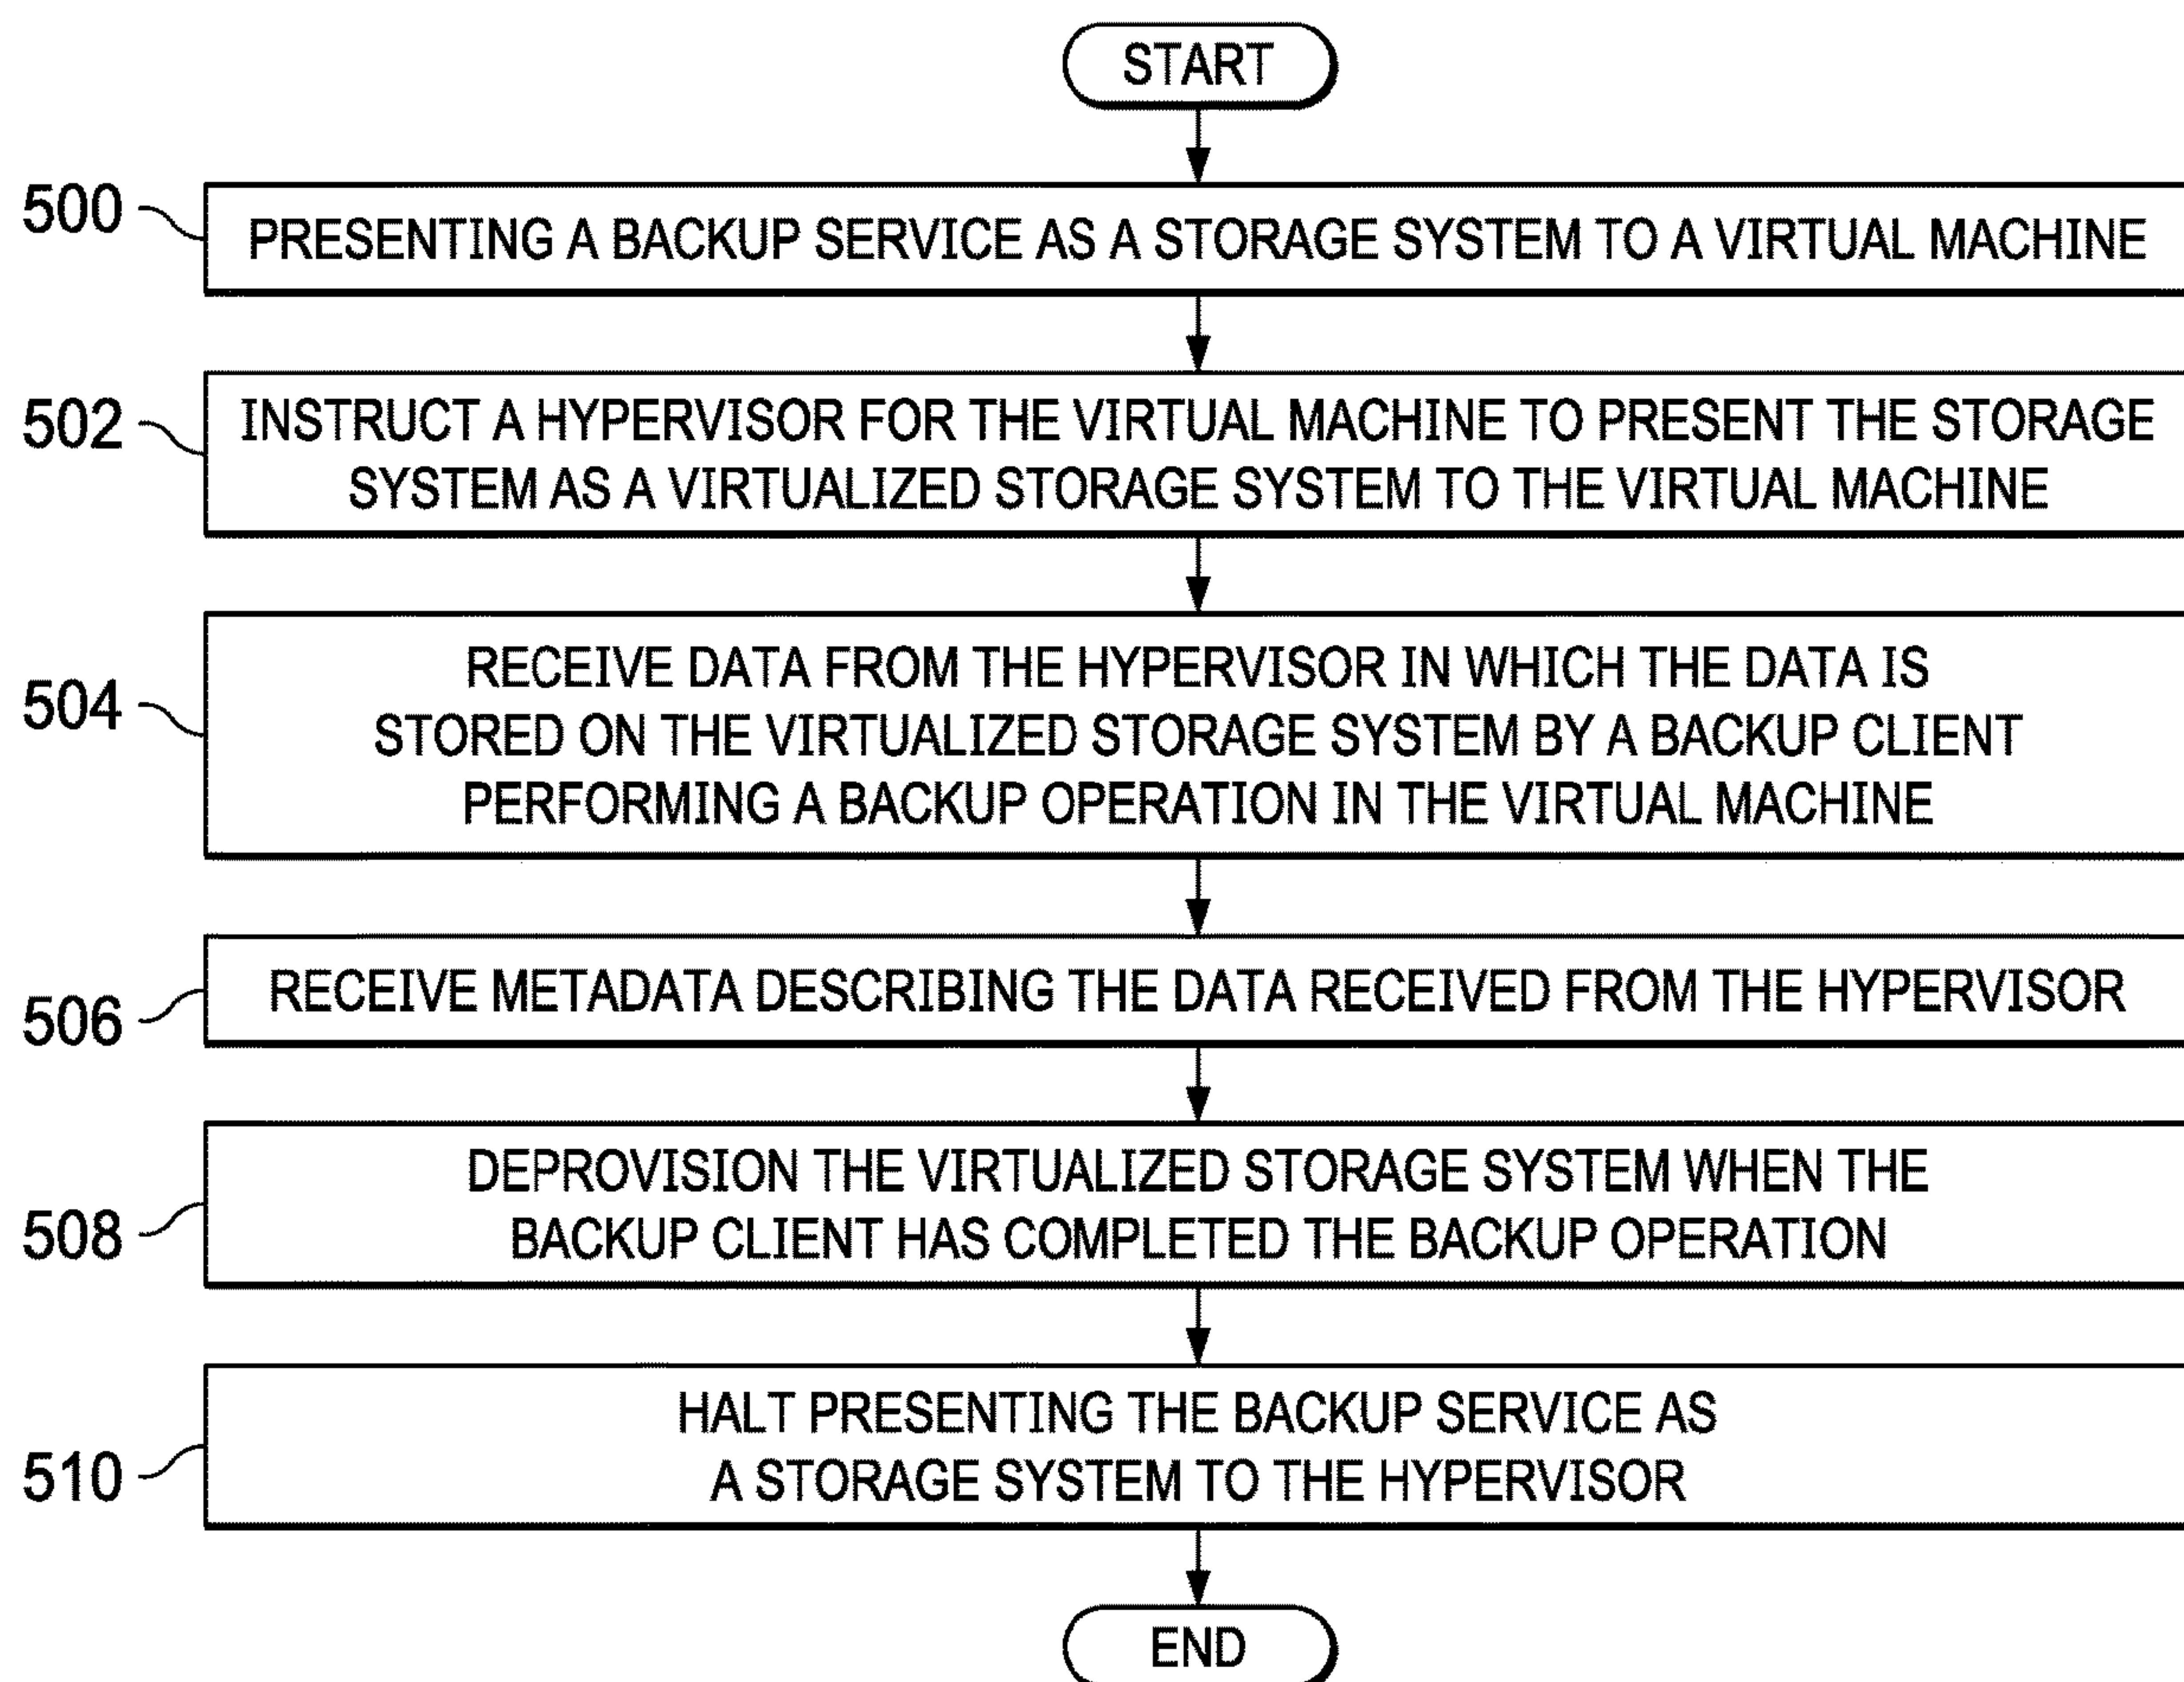 START
500
PRESENTING A BACKUP SERVICE AS A STORAGE SYSTEM TO A VIRTUAL MACHINE
502
INSTRUCT A HYPERVISOR FOR THE VIRTUAL MACHINE TO PRESENT THE STORAGE
SYSTEM AS A VIRTUALIZED STORAGE SYSTEM TO THE VIRTUAL MACHINE
504
RECEIVE DATA FROM THE HYPERVISOR IN WHICH THE DATA IS
STORED ON THE VIRTUALIZED STORAGE SYSTEM BY A BACKUP CLIENT
PERFORMING A BACKUP OPERATION IN THE VIRTUAL MACHINE
506
RECEIVE METADATA DESCRIBING THE DATA RECEIVED FROM THE HYPERVISOR
508
DEPROVISION THE VIRTUALIZED STORAGE SYSTEM WHEN THE
BACKUP CLIENT HAS COMPLETED THE BACKUP OPERATION
510
HALT PRESENTING THE BACKUP SERVICE AS
A STORAGE SYSTEM TO THE HYPERVISOR
END